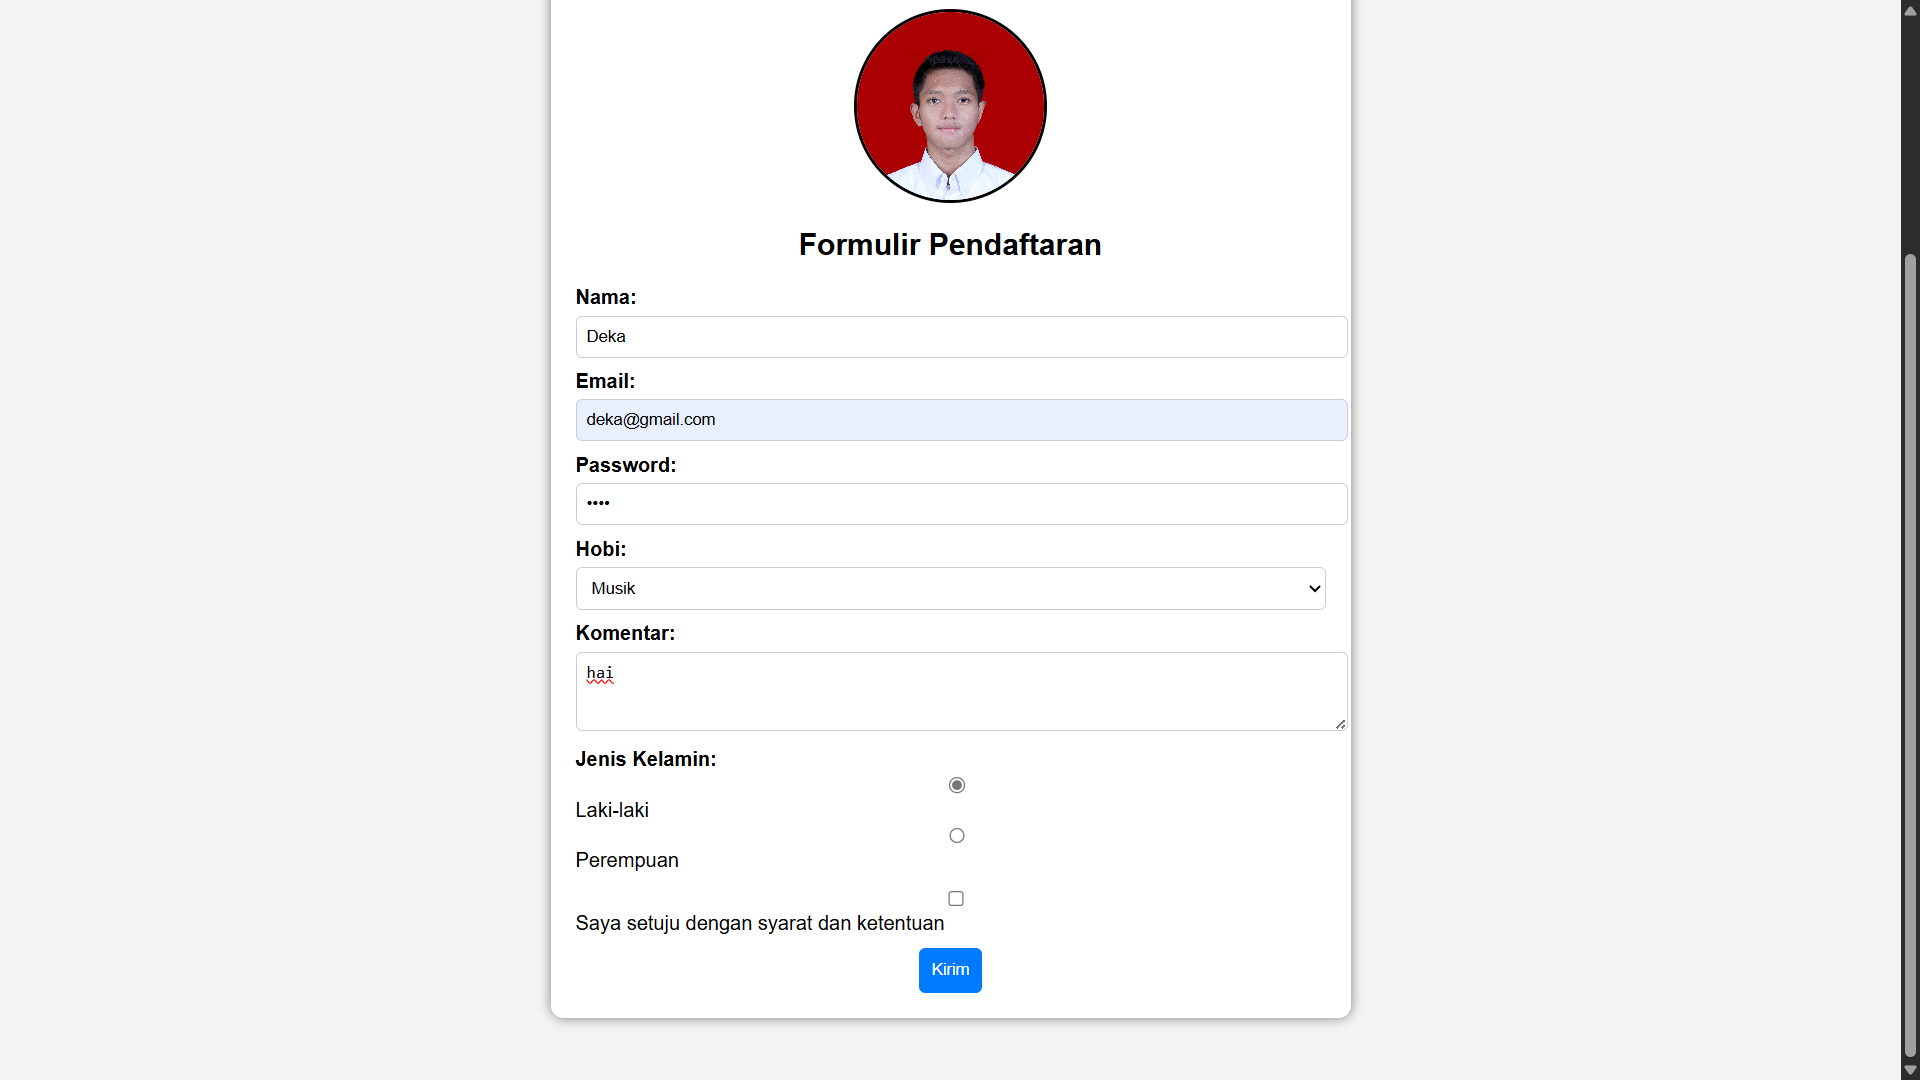 Formulir Pendaftaran
Nama:
Deka
Email:
deka@gmail.com
Password:
••••
Hobi:
Musik
Komentar:
hai
Jenis Kelamin:
Laki-laki
Perempuan
Saya setuju dengan syarat dan ketentuan
Kirim